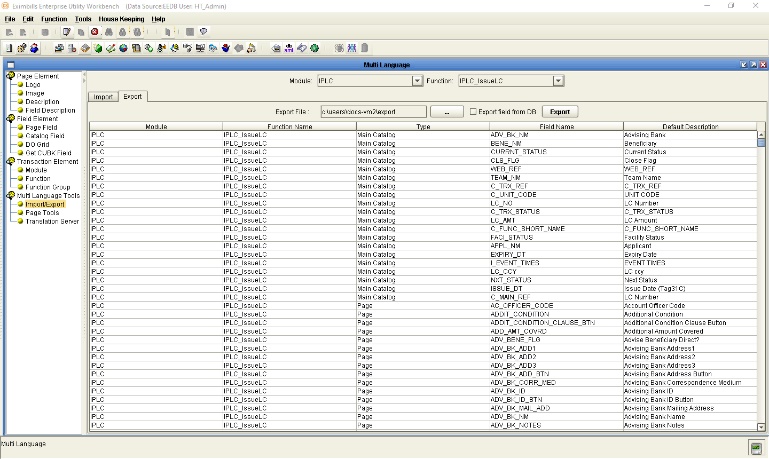 Eximbills Enterprise Utility Workbench (Data Source:EEDB User: HT_Admin)
File Edit Function Tools House Keeping Help
Multi Language
Page Element
Logo
Image
Description
Field Description
Field Element
Page Field
Catalog Field
DO Grid
Get CUBK Field
Transaction Element
Module
Function
Function Group
Multi Language Tools
Import/Export
Page Tools
Translation Server
Module: IPLC Function: IPLC_IssueLC
Import Export
Export File : c:\users\docs-vm2\export ... Export field from DB Export
Module Function Name Type Field Name Default Description
IPLC IPLC_IssueLC Main Catalog ADV_BK_NM Advising Bank
IPLC IPLC_IssueLC Main Catalog BENE_NM Beneficiary
IPLC IPLC_IssueLC Main Catalog CURRNT_STATUS Current Status
IPLC IPLC_IssueLC Main Catalog CLS_FLG Close Flag
IPLC IPLC_IssueLC Main Catalog WEB_REF WEB_REF
IPLC IPLC_IssueLC Main Catalog TEAM_NM Team Name
IPLC IPLC_IssueLC Main Catalog C_TRX_REF C_TRX_REF
IPLC IPLC_IssueLC Main Catalog C_UNIT_CODE UNIT CODE
IPLC IPLC_IssueLC Main Catalog LC_NO LC Number
IPLC IPLC_IssueLC Main Catalog C_TRX_STATUS C_TRX_STATUS
IPLC IPLC_IssueLC Main Catalog LC_AMT LC Amount
IPLC IPLC_IssueLC Main Catalog C_FUNC_SHORT_NAME C_FUNC_SHORT_NAME
IPLC IPLC_IssueLC Main Catalog FACI_STATUS Facility Status
IPLC IPLC_IssueLC Main Catalog APPL_NM Applicant
IPLC IPLC_IssueLC Main Catalog EXPIRY_DT Expiry Date
IPLC IPLC_IssueLC Main Catalog I_EVENT_TIMES EVENT TIMES
IPLC IPLC_IssueLC Main Catalog LC_CCY LC ccy
IPLC IPLC_IssueLC Main Catalog NXT_STATUS Next Status
IPLC IPLC_IssueLC Main Catalog ISSUE_DT Issue Date (Tag31C)
IPLC IPLC_IssueLC Main Catalog C_MAIN_REF LC Number
IPLC IPLC_IssueLC Page AC_OFFICER_CODE Account Officer Code
IPLC IPLC_IssueLC Page ADDIT_CONDITION Additional Condition
IPLC IPLC_IssueLC Page ADDIT_CONDITION_CLAUSE_BTN Additional Condition Clause Button
IPLC IPLC_IssueLC Page ADD_AMT_COVRD Additional Amount Covered
IPLC IPLC_IssueLC Page ADV_BENE_FLG Advise Beneficiary Direct?
IPLC IPLC_IssueLC Page ADV_BK_ADD1 Advising Bank Address1
IPLC IPLC_IssueLC Page ADV_BK_ADD2 Advising Bank Address2
IPLC IPLC_IssueLC Page ADV_BK_ADD3 Advising Bank Address3
IPLC IPLC_IssueLC Page ADV_BK_ADD_BTN Advising Bank Address Button
IPLC IPLC_IssueLC Page ADV_BK_CORR_MED Advising Bank Correspondence Medium
IPLC IPLC_IssueLC Page ADV_BK_ID Advising Bank ID
IPLC IPLC_IssueLC Page ADV_BK_ID_BTN Advising Bank ID Button
IPLC IPLC_IssueLC Page ADV_BK_MAIL_ADD Advising Bank Mailing Address
IPLC IPLC_IssueLC Page ADV_BK_NM Advising Bank Name
IPLC IPLC_IssueLC Page ADV_BK_NOTES Advising Bank Notes
Multi Language